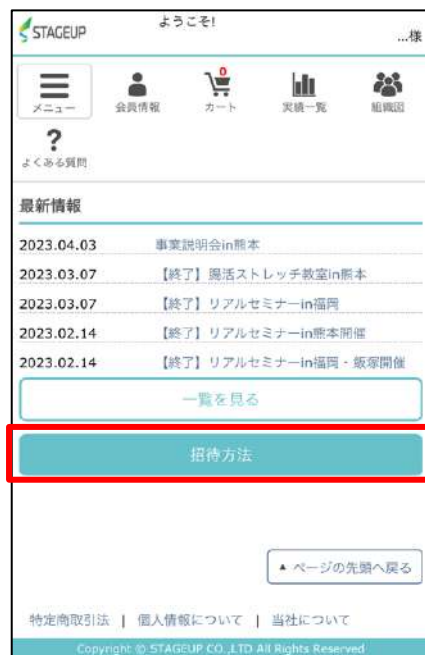 STAGEUP
ようこそ!
...様
メニュー
会員情報
0
カート
実績一覧
組織図
?
よくある質問
最新情報
2023.04.03 事業説明会in熊本
2023.03.07 【終了】腸活ストレッチ教室in熊本
2023.03.07 【終了】リアルセミナーin福岡
2023.02.14 【終了】リアルセミナーin熊本開催
2023.02.14 【終了】リアルセミナーin福岡・飯塚開催
一覧を見る
招待方法
▲ ページの先頭へ戻る
特定商取引法 | 個人情報について | 当社について
Copyright © STAGEUP CO.,LTD All Rights Reserved